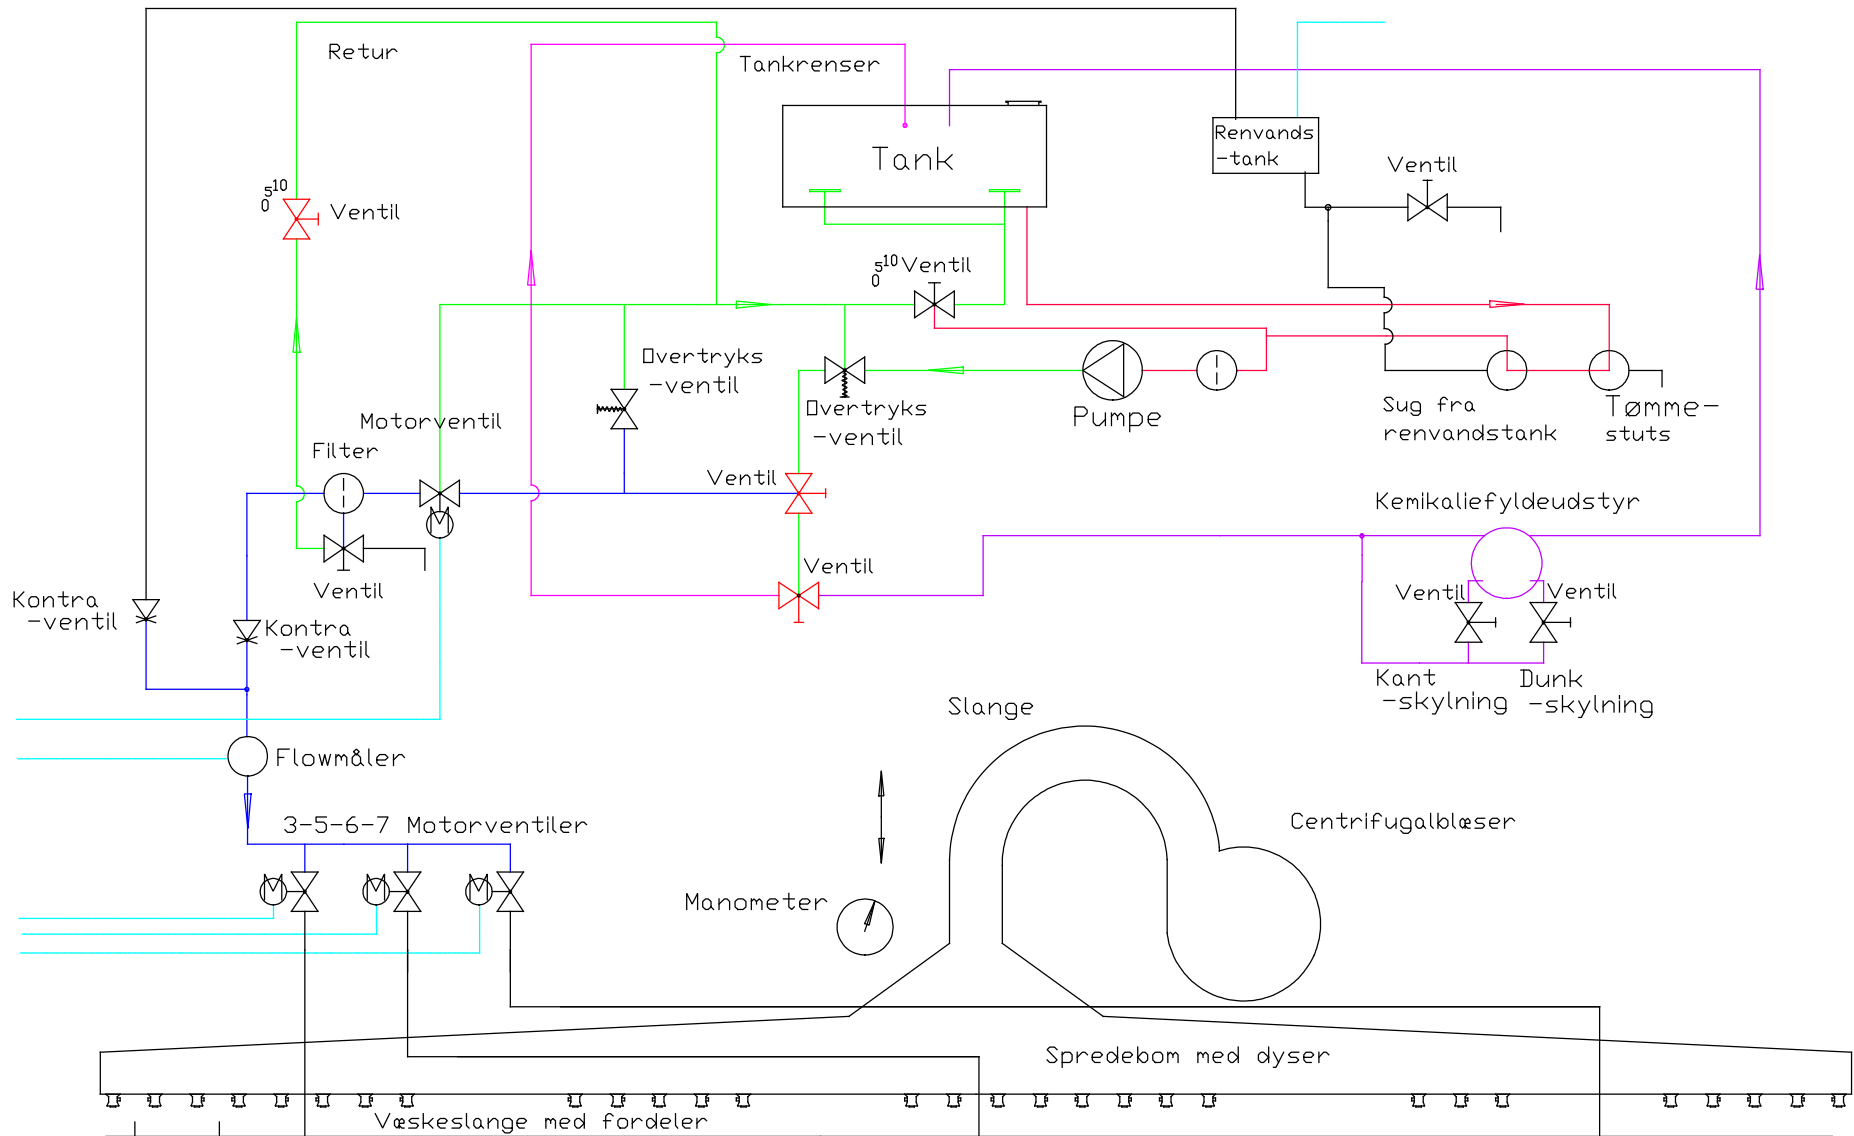 Retur
Tankrenser
Tank
Renvands
-tank
Ventil
0 5 10
Ventil
0 5 10
Ventil
Overtryks
-ventil
Overtryks
-ventil
Pumpe
Sug fra
renvandstank
Tømme-
stuts
Motorventil
Filter
Ventil
Kemikaliefyldeudstyr
Ventil
Ventil
Kontra
-ventil
Kontra
-ventil
Ventil
Ventil
Kant
-skylning
Dunk
-skylning
Slange
Flowmåler
3-5-6-7 Motorventiler
M
M
M
M
Centrifugalblæser
Manometer
Spredebom med dyser
Væskeslange med fordeler